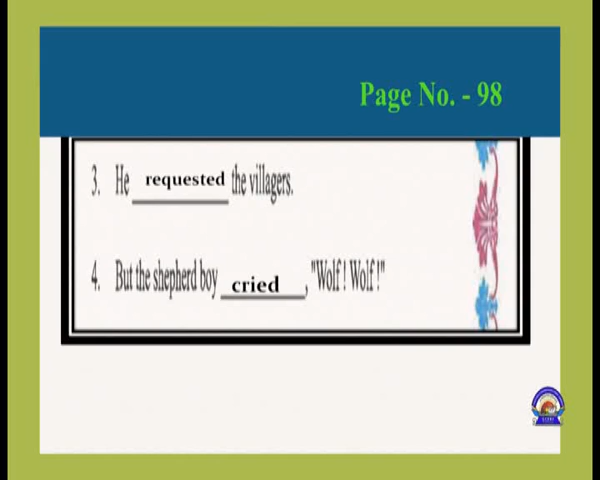 Page No. - 98
3. He requested the villagers.
4. But the shepherd boy cried, "Wolf ! Wolf !"